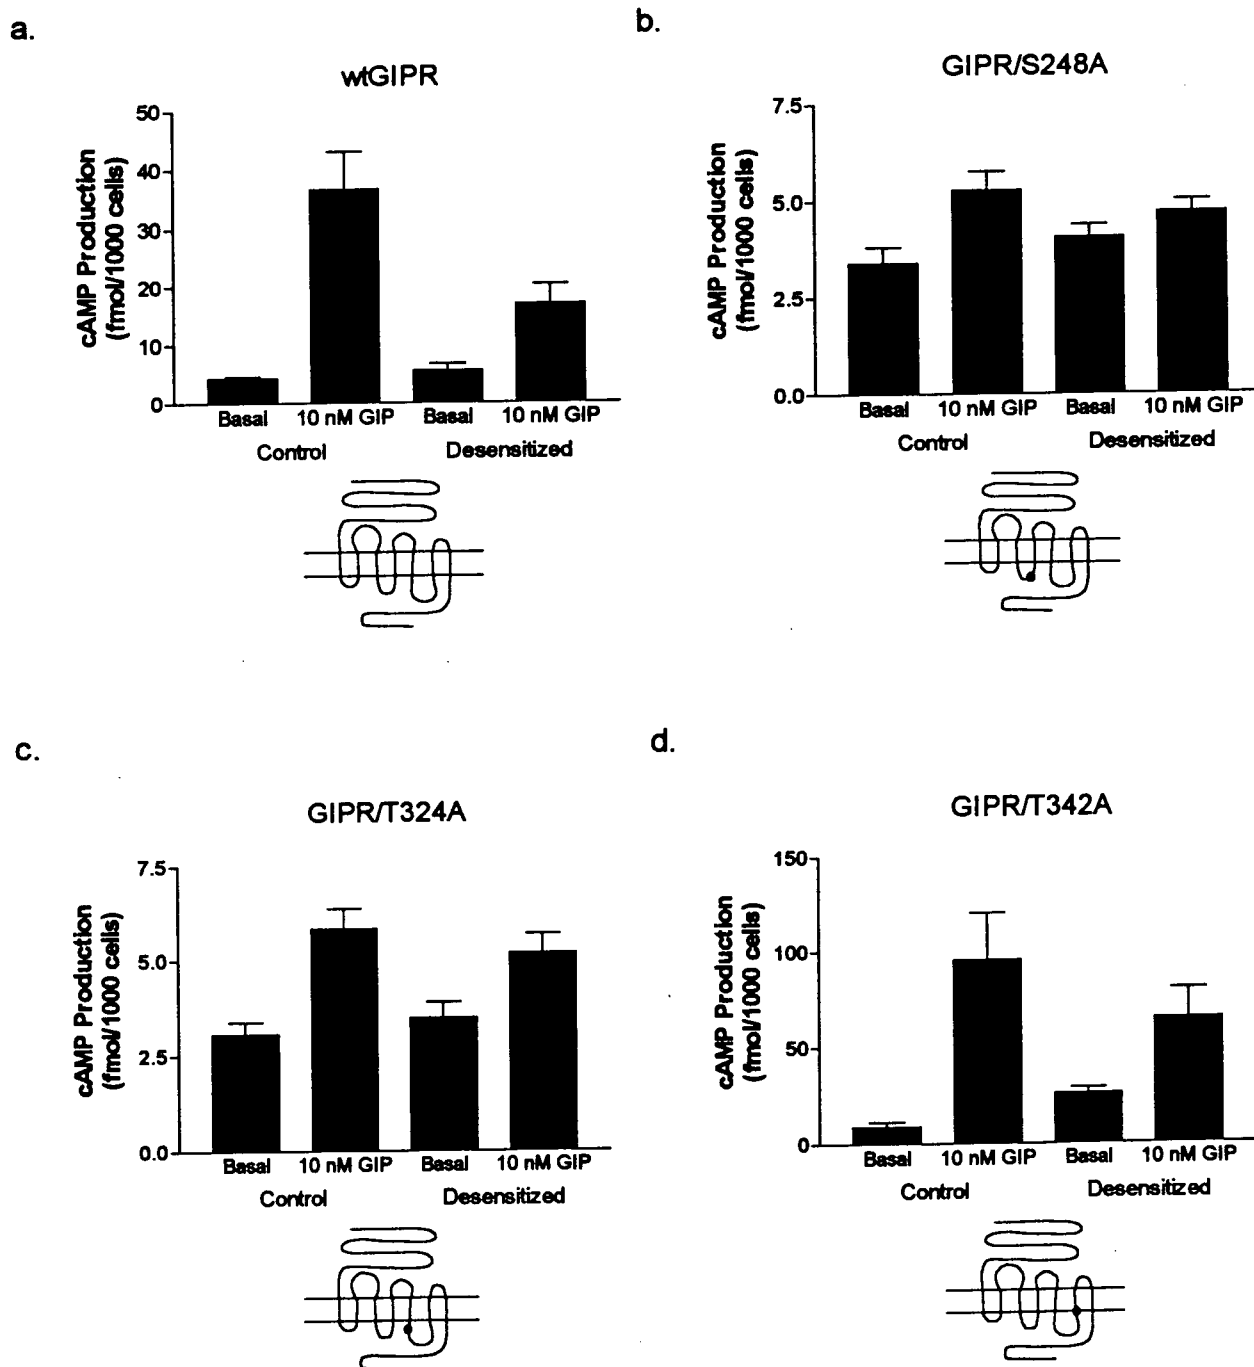 a.
wtGIPR
cAMP Production
(fmol/1000 cells)
50
40
30
20
10
0
Basal 10 nM GIP Basal 10 nM GIP
Control Desensitized
b.
GIPR/S248A
cAMP Production
(fmol/1000 cells)
7.5
5.0
2.5
0.0
Basal 10 nM GIP Basal 10 nM GIP
Control Desensitized
c.
GIPR/T324A
cAMP Production
(fmol/1000 cells)
7.5
5.0
2.5
0.0
Basal 10 nM GIP Basal 10 nM GIP
Control Desensitized
d.
GIPR/T342A
cAMP Production
(fmol/1000 cells)
150
100
50
0
Basal 10 nM GIP Basal 10 nM GIP
Control Desensitized